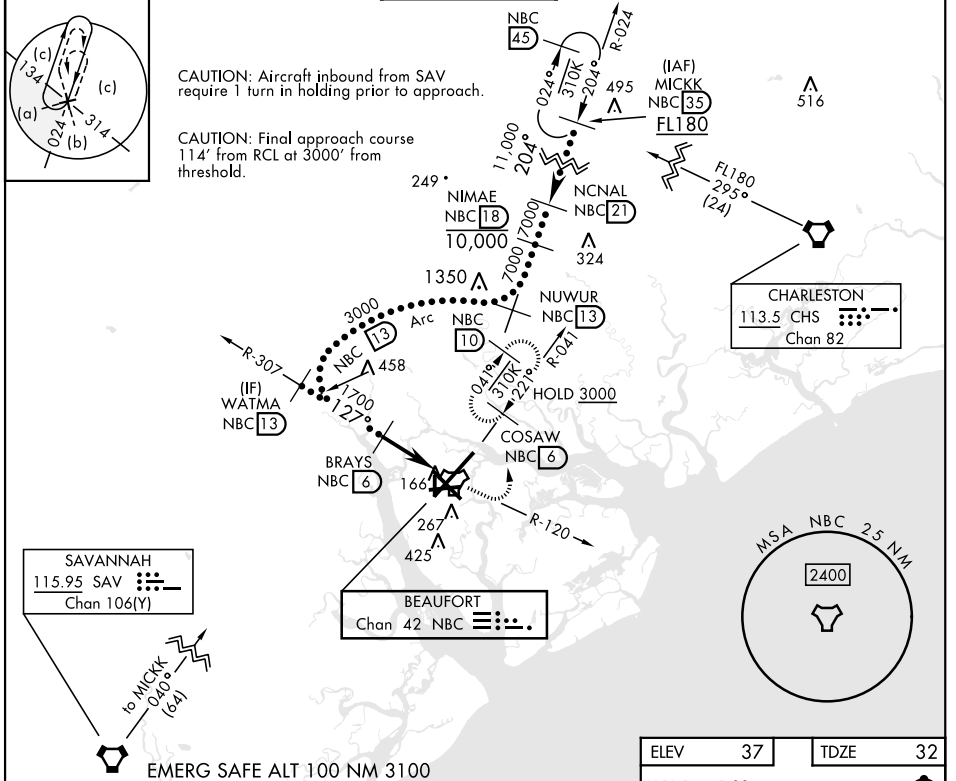 (c)
134
(c)
(a)
024
(b)
314
CAUTION: Aircraft inbound from SAV
require 1 turn in holding prior to approach.
CAUTION: Final approach course
114' from RCL at 3000' from
threshold.
NBC
45
R-024
024°
310K
204°
495
(IAF)
MICKK
NBC 35
FL180
516
11,000
204°
249
NIMAE
NBC 18
10,000
7000
NCNAL
NBC 21
FL180
295°
(24)
324
7000
1350
NUWUR
NBC 13
CHARLESTON
113.5 CHS
Chan 82
3000
Arc
NBC 13
NBC
10
R-041
041°
310K
221°
HOLD 3000
R-307
458
(IF)
WATMA
NBC 13
1700
127°
COSAW
NBC 6
BRAYS
NBC 6
166
267
425
R-120
MSA NBC 25 NM
2400
SAVANNAH
115.95 SAV
Chan 106(Y)
BEAUFORT
Chan 42 NBC
to MICKK
040°
(64)
EMERG SAFE ALT 100 NM 3100
ELEV 37
TDZE 32